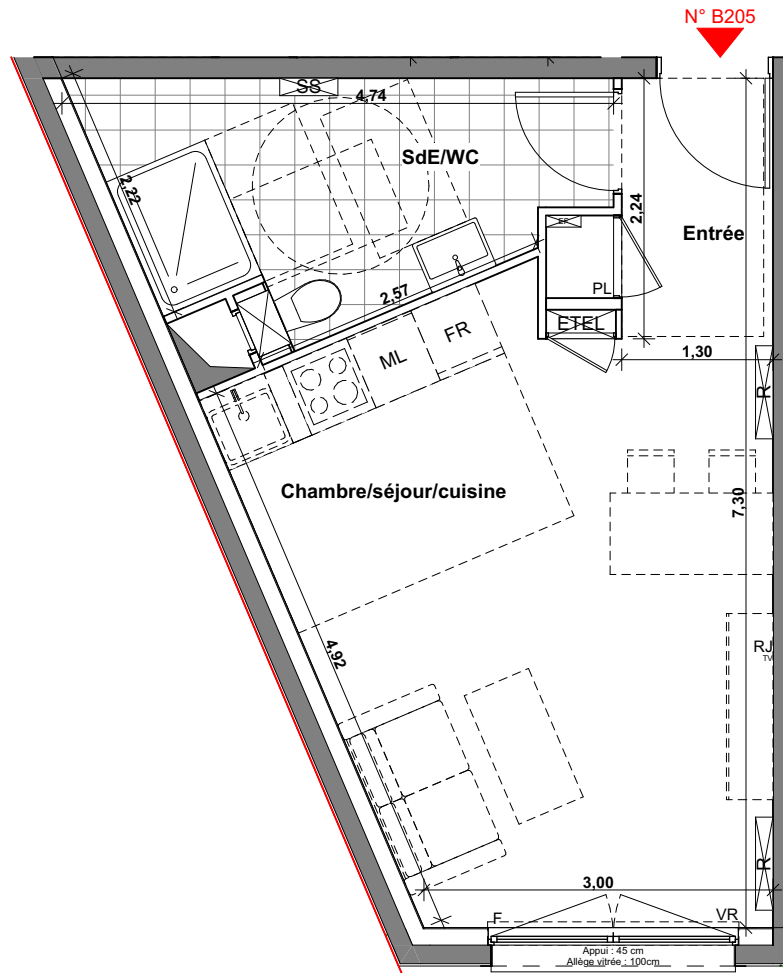 N° B205
SS
4,74
SdE/WC
2,22
2,24
Entrée
EF
PL
2,57
ETEL
FR
ML
1,30
R
Chambre/séjour/cuisine
7,30
4,92
RJ
TV
R
3,00
F
VR
Appui : 45 cm
Allège vitrée : 100cm